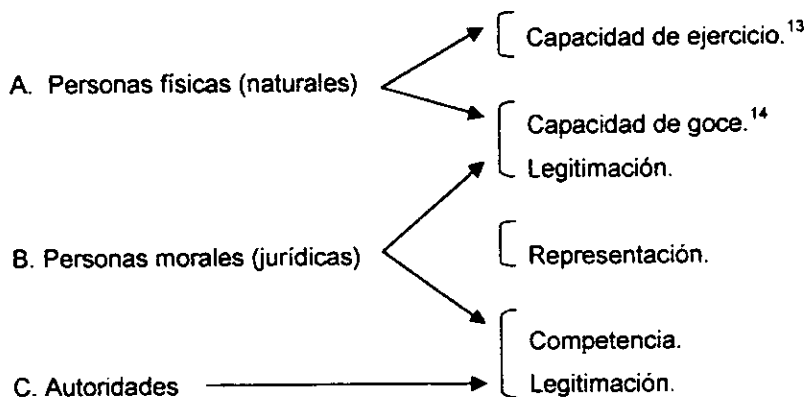 Capacidad de ejercicio.13
A. Personas físicas (naturales)
Capacidad de goce.14
Legitimación.
B. Personas morales (jurídicas)
Representación.
Competencia.
C. Autoridades
Legitimación.